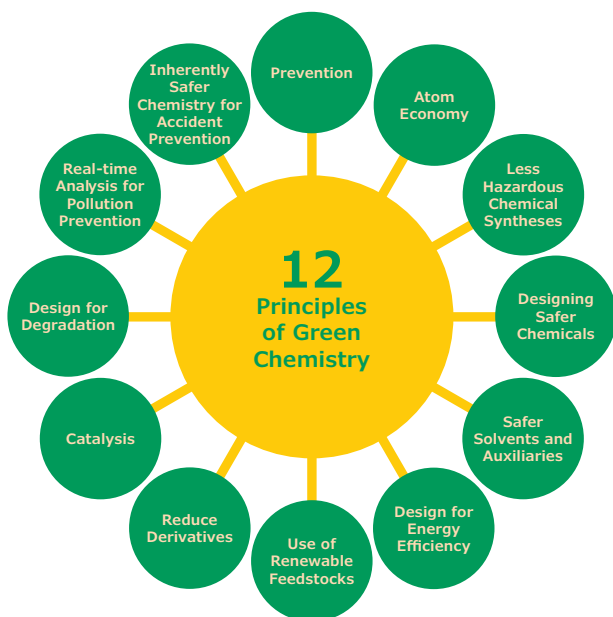 12
Principles
of Green
Chemistry
Prevention
Atom
Economy
Less
Hazardous
Chemical
Syntheses
Designing
Safer
Chemicals
Safer
Solvents and
Auxiliaries
Design for
Energy
Efficiency
Use of
Renewable
Feedstocks
Reduce
Derivatives
Catalysis
Design for
Degradation
Real-time
Analysis for
Pollution
Prevention
Inherently
Safer
Chemistry for
Accident
Prevention